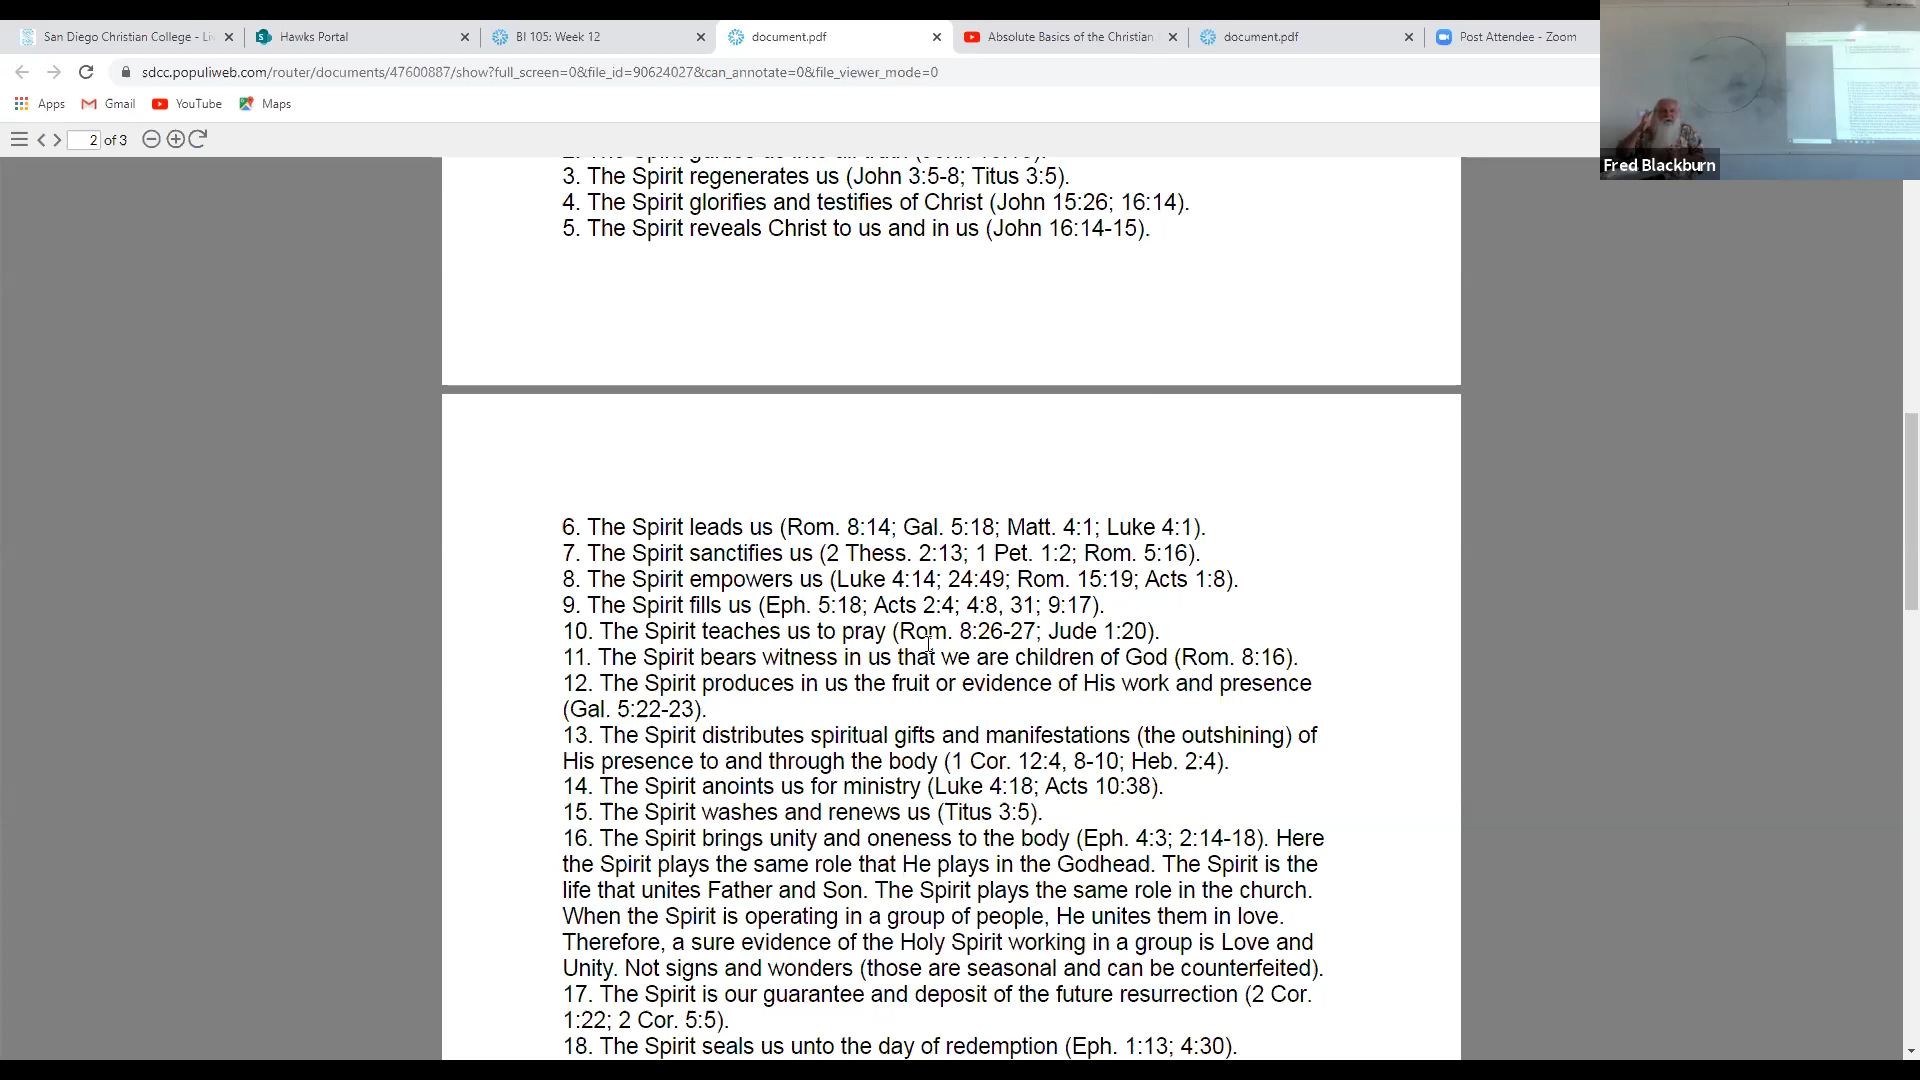 San Diego Christian College - Li
Hawks Portal
BI 105: Week 12
document.pdf
Absolute Basics of the Christian
document.pdf
Post Attendee - Zoom
sdcc.populiweb.com/router/documents/47600887/show?full_screen=0&file_id=90624027&can_annotate=0&file_viewer_mode=0
Apps
Gmail
YouTube
Maps
Fred Blackburn
2 of 3
3. The Spirit regenerates us (John 3:5-8; Titus 3:5).
4. The Spirit glorifies and testifies of Christ (John 15:26; 16:14).
5. The Spirit reveals Christ to us and in us (John 16:14-15).
6. The Spirit leads us (Rom. 8:14; Gal. 5:18; Matt. 4:1; Luke 4:1).
7. The Spirit sanctifies us (2 Thess. 2:13; 1 Pet. 1:2; Rom. 5:16).
8. The Spirit empowers us (Luke 4:14; 24:49; Rom. 15:19; Acts 1:8).
9. The Spirit fills us (Eph. 5:18; Acts 2:4; 4:8, 31; 9:17).
10. The Spirit teaches us to pray (Rom. 8:26-27; Jude 1:20).
11. The Spirit bears witness in us that we are children of God (Rom. 8:16).
12. The Spirit produces in us the fruit or evidence of His work and presence
(Gal. 5:22-23).
13. The Spirit distributes spiritual gifts and manifestations (the outshining) of
His presence to and through the body (1 Cor. 12:4, 8-10; Heb. 2:4).
14. The Spirit anoints us for ministry (Luke 4:18; Acts 10:38).
15. The Spirit washes and renews us (Titus 3:5).
16. The Spirit brings unity and oneness to the body (Eph. 4:3; 2:14-18). Here
the Spirit plays the same role that He plays in the Godhead. The Spirit is the
life that unites Father and Son. The Spirit plays the same role in the church.
When the Spirit is operating in a group of people, He unites them in love.
Therefore, a sure evidence of the Holy Spirit working in a group is Love and
Unity. Not signs and wonders (those are seasonal and can be counterfeited).
17. The Spirit is our guarantee and deposit of the future resurrection (2 Cor.
1:22; 2 Cor. 5:5).
18. The Spirit seals us unto the day of redemption (Eph. 1:13; 4:30).